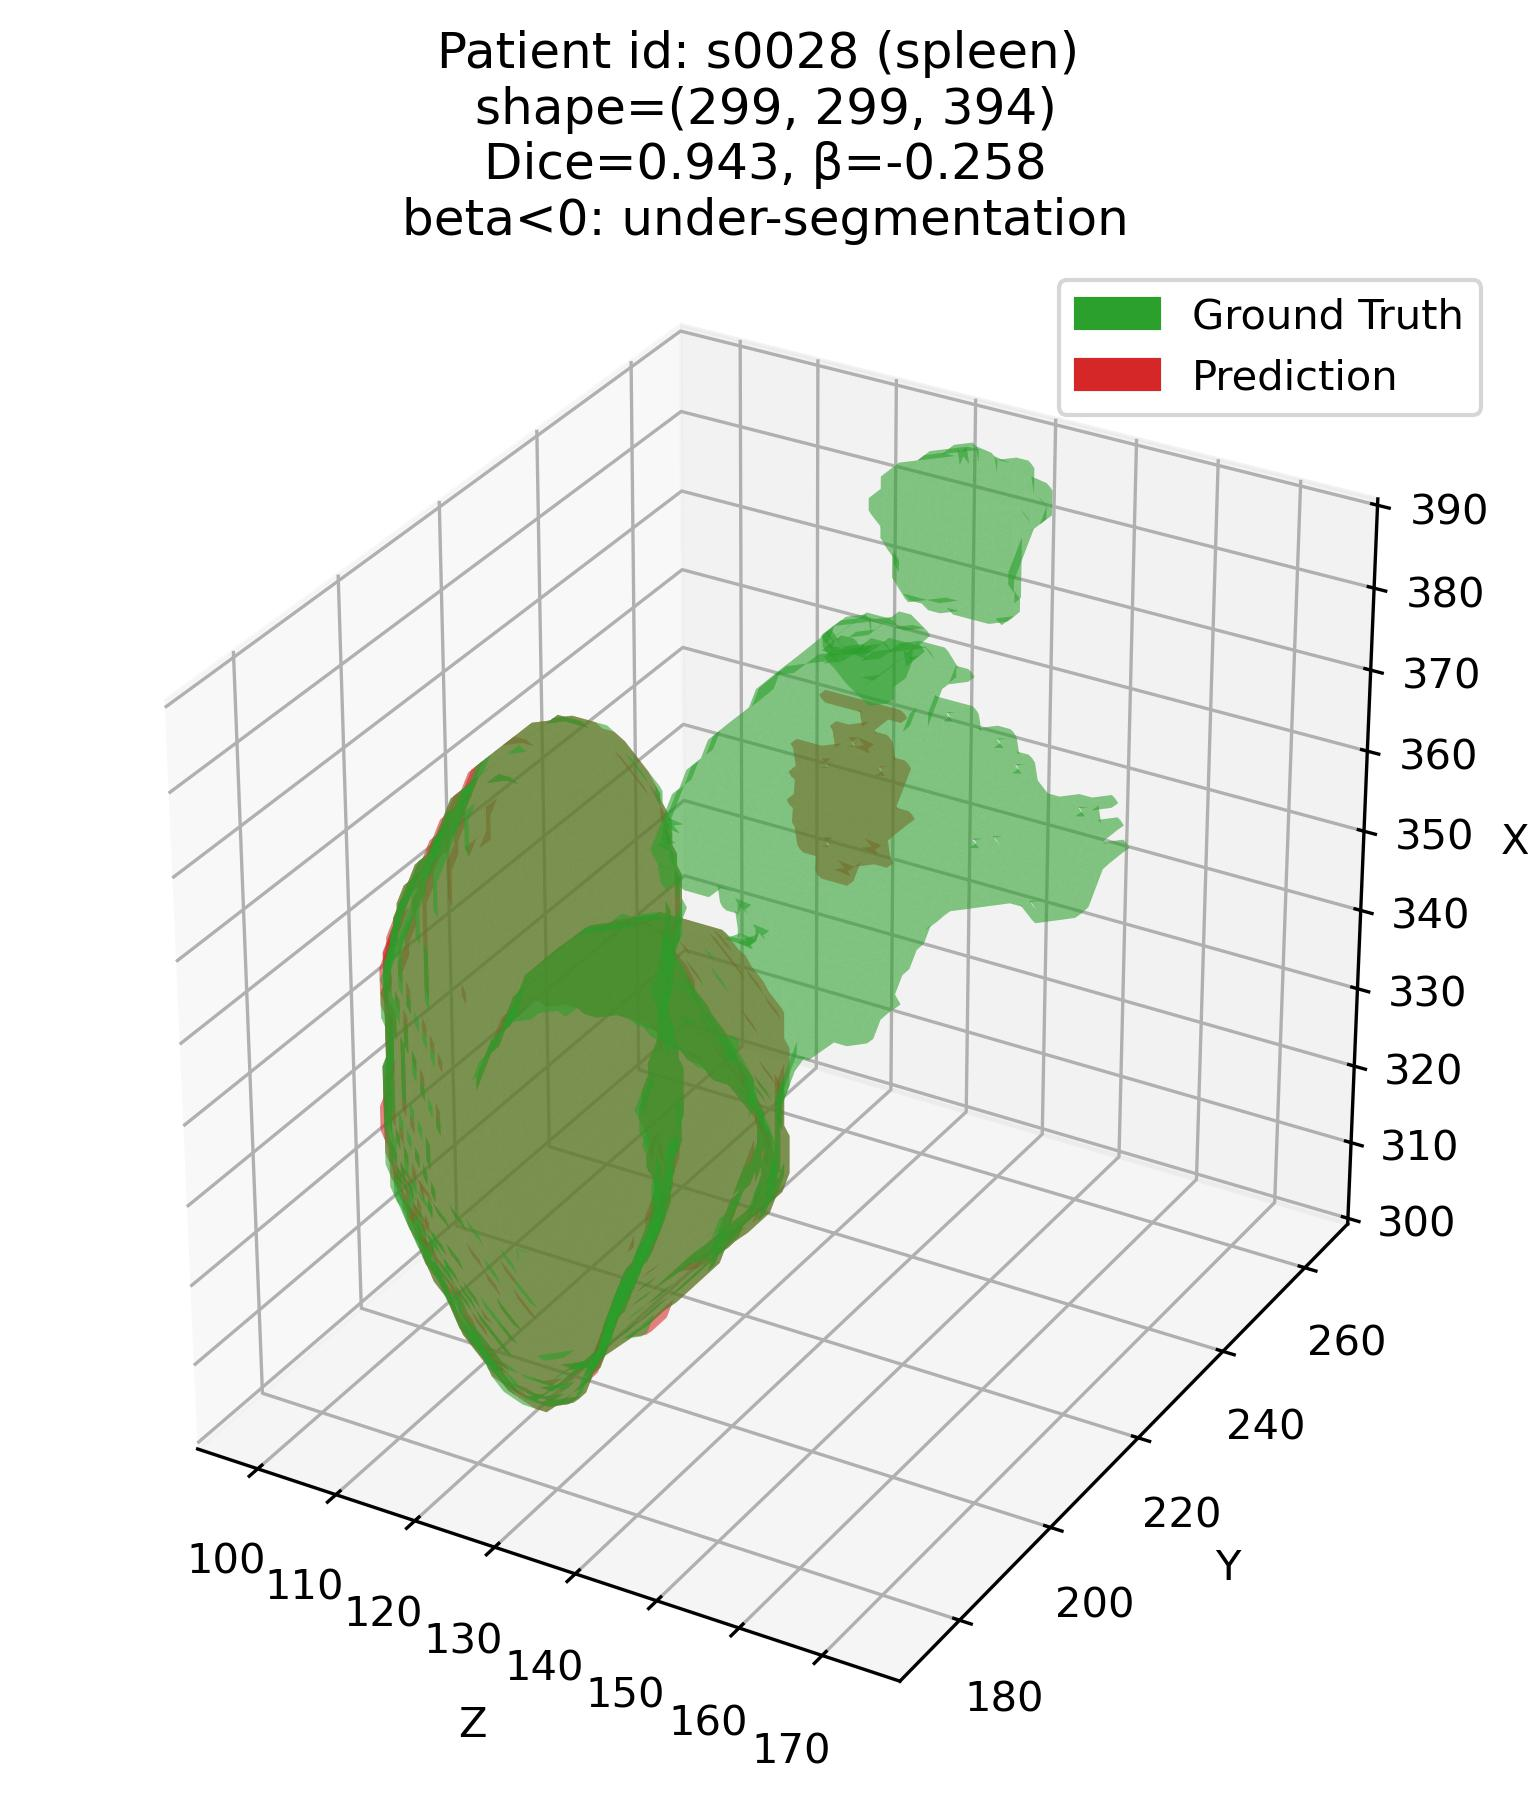 Patient id: s0028 (spleen)
shape=(299, 299, 394)
Dice=0.943, β=-0.258
beta<0: under-segmentation
Ground Truth
Prediction
390
380
370
360
350
X
340
330
320
310
300
260
240
220
Y
200
180
100
110
120
130
140
150
160
170
Z